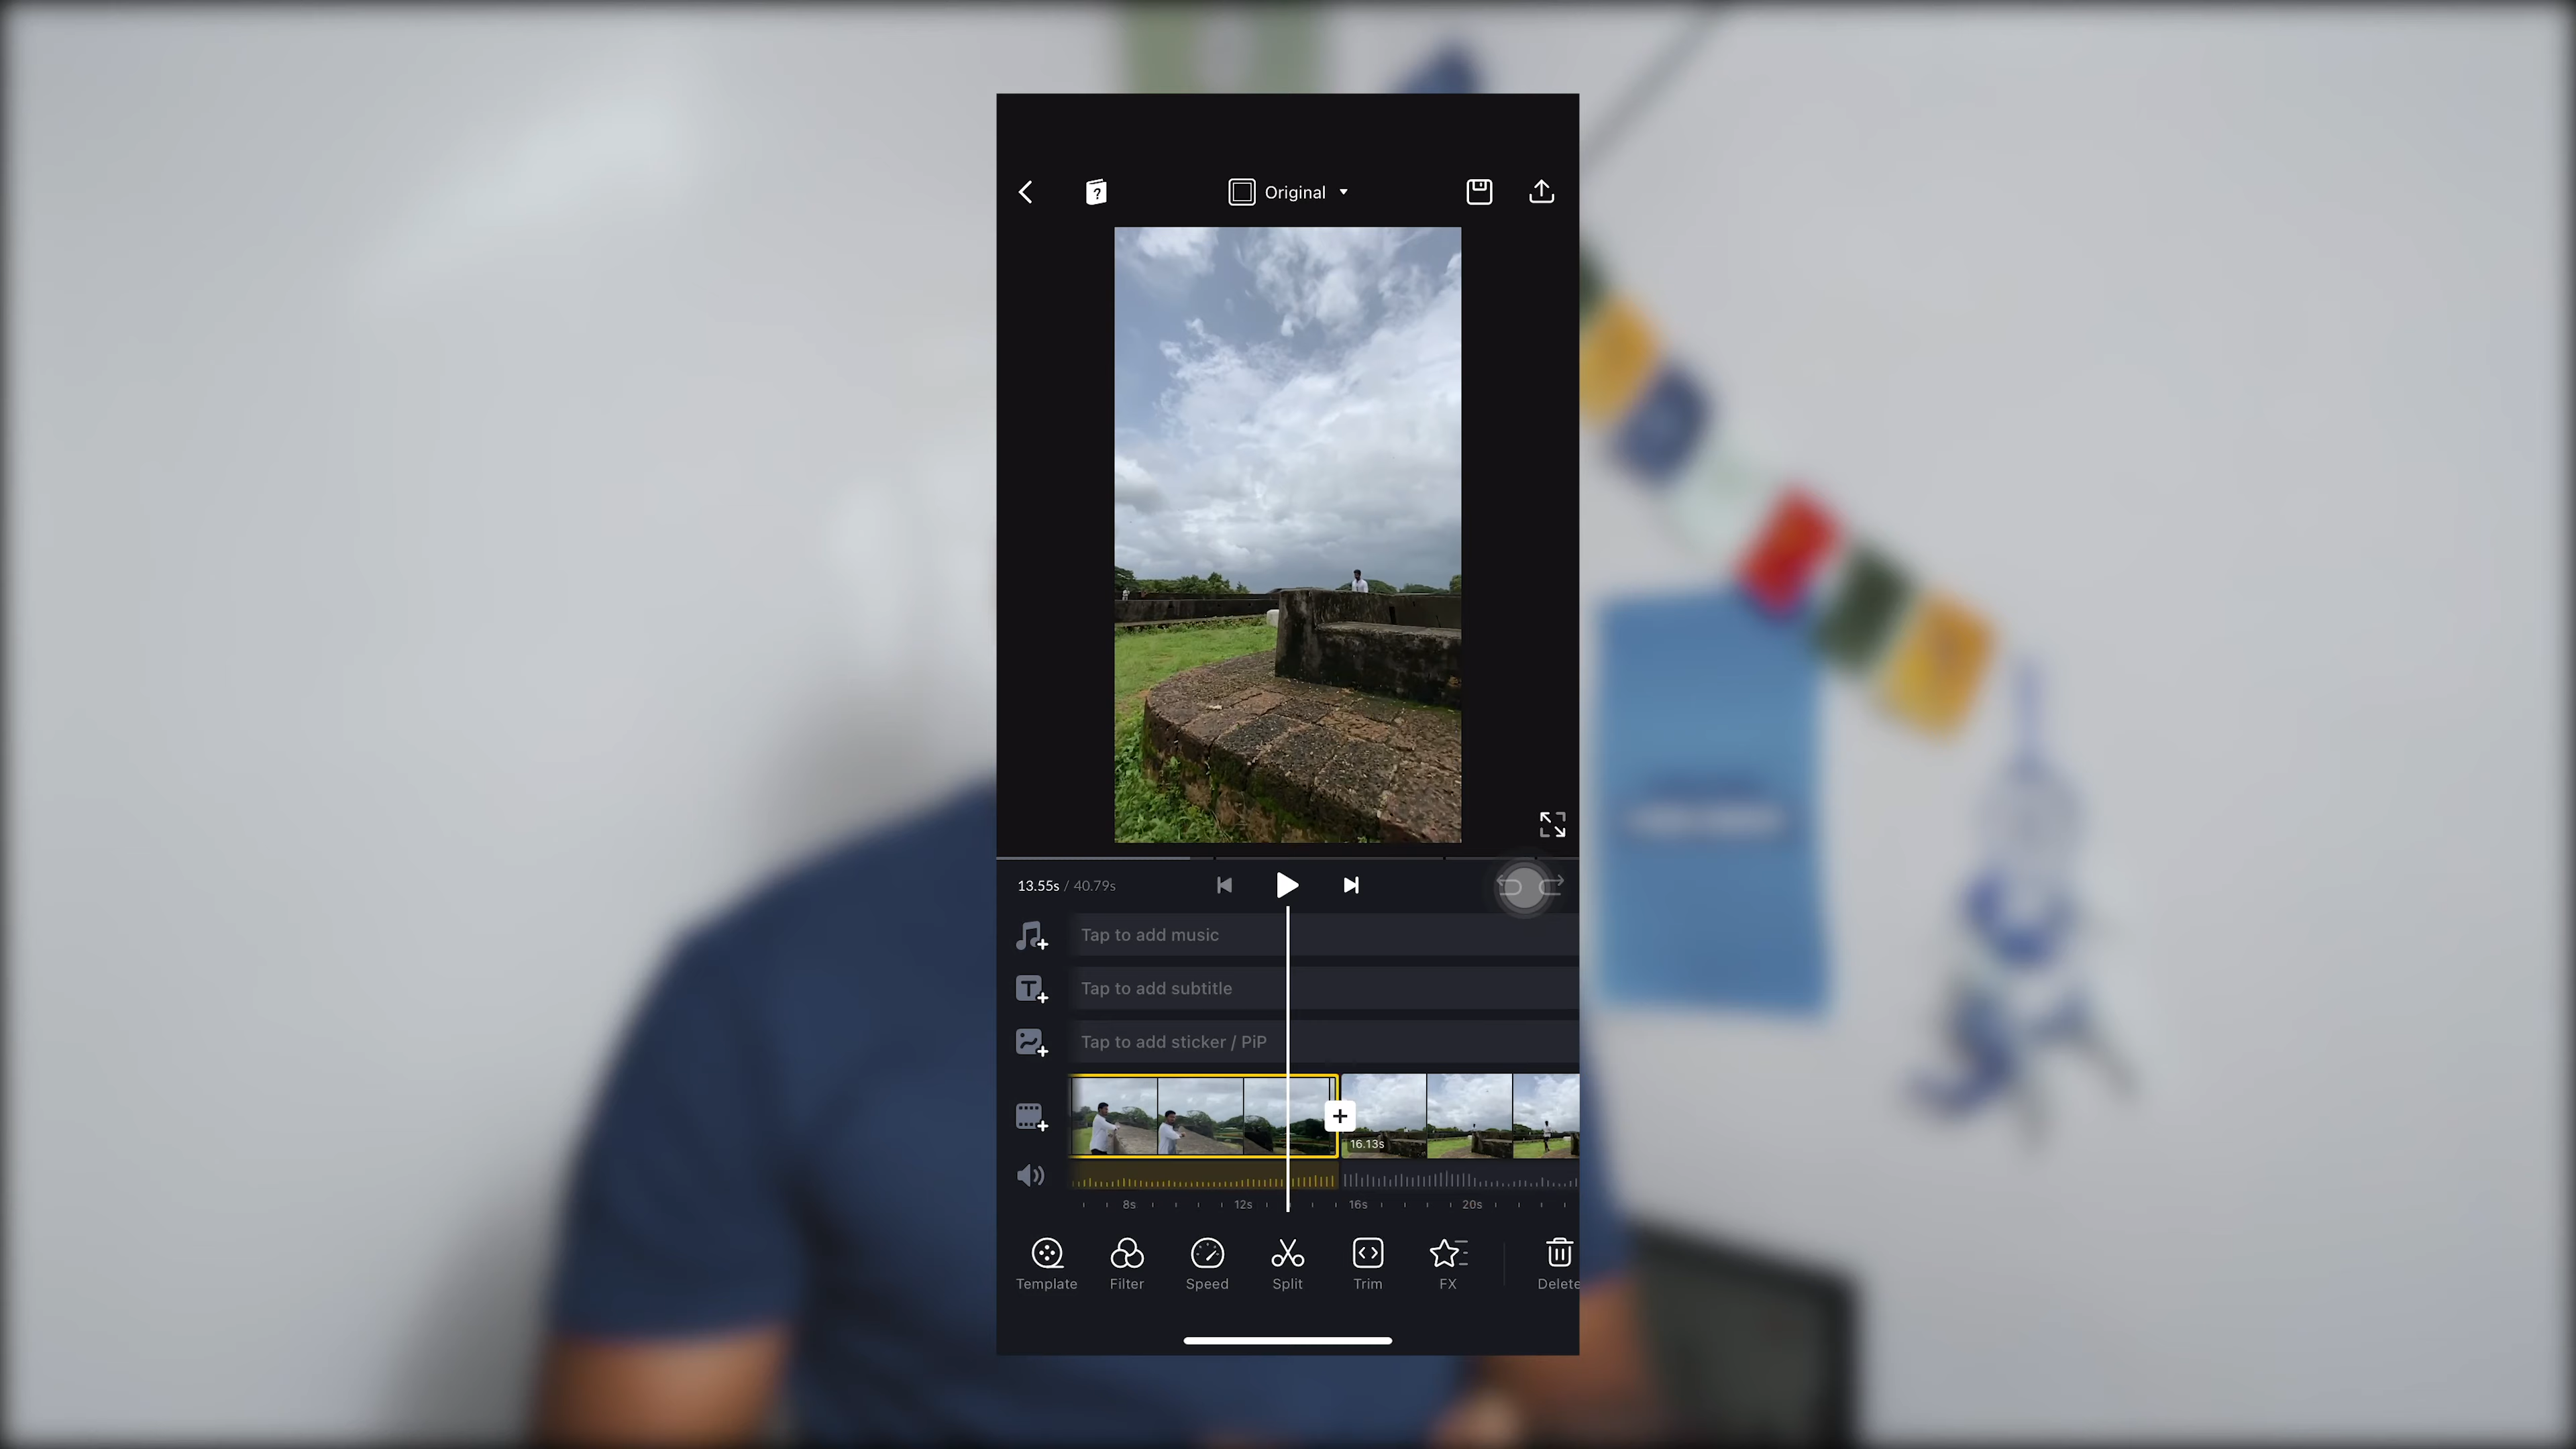 Original
13.55s / 40.79s
Tap to add music
Tap to add subtitle
Tap to add sticker / PiP
16.13s
8s 12s 16s 20s
Template Filter Speed Split Trim FX Delete